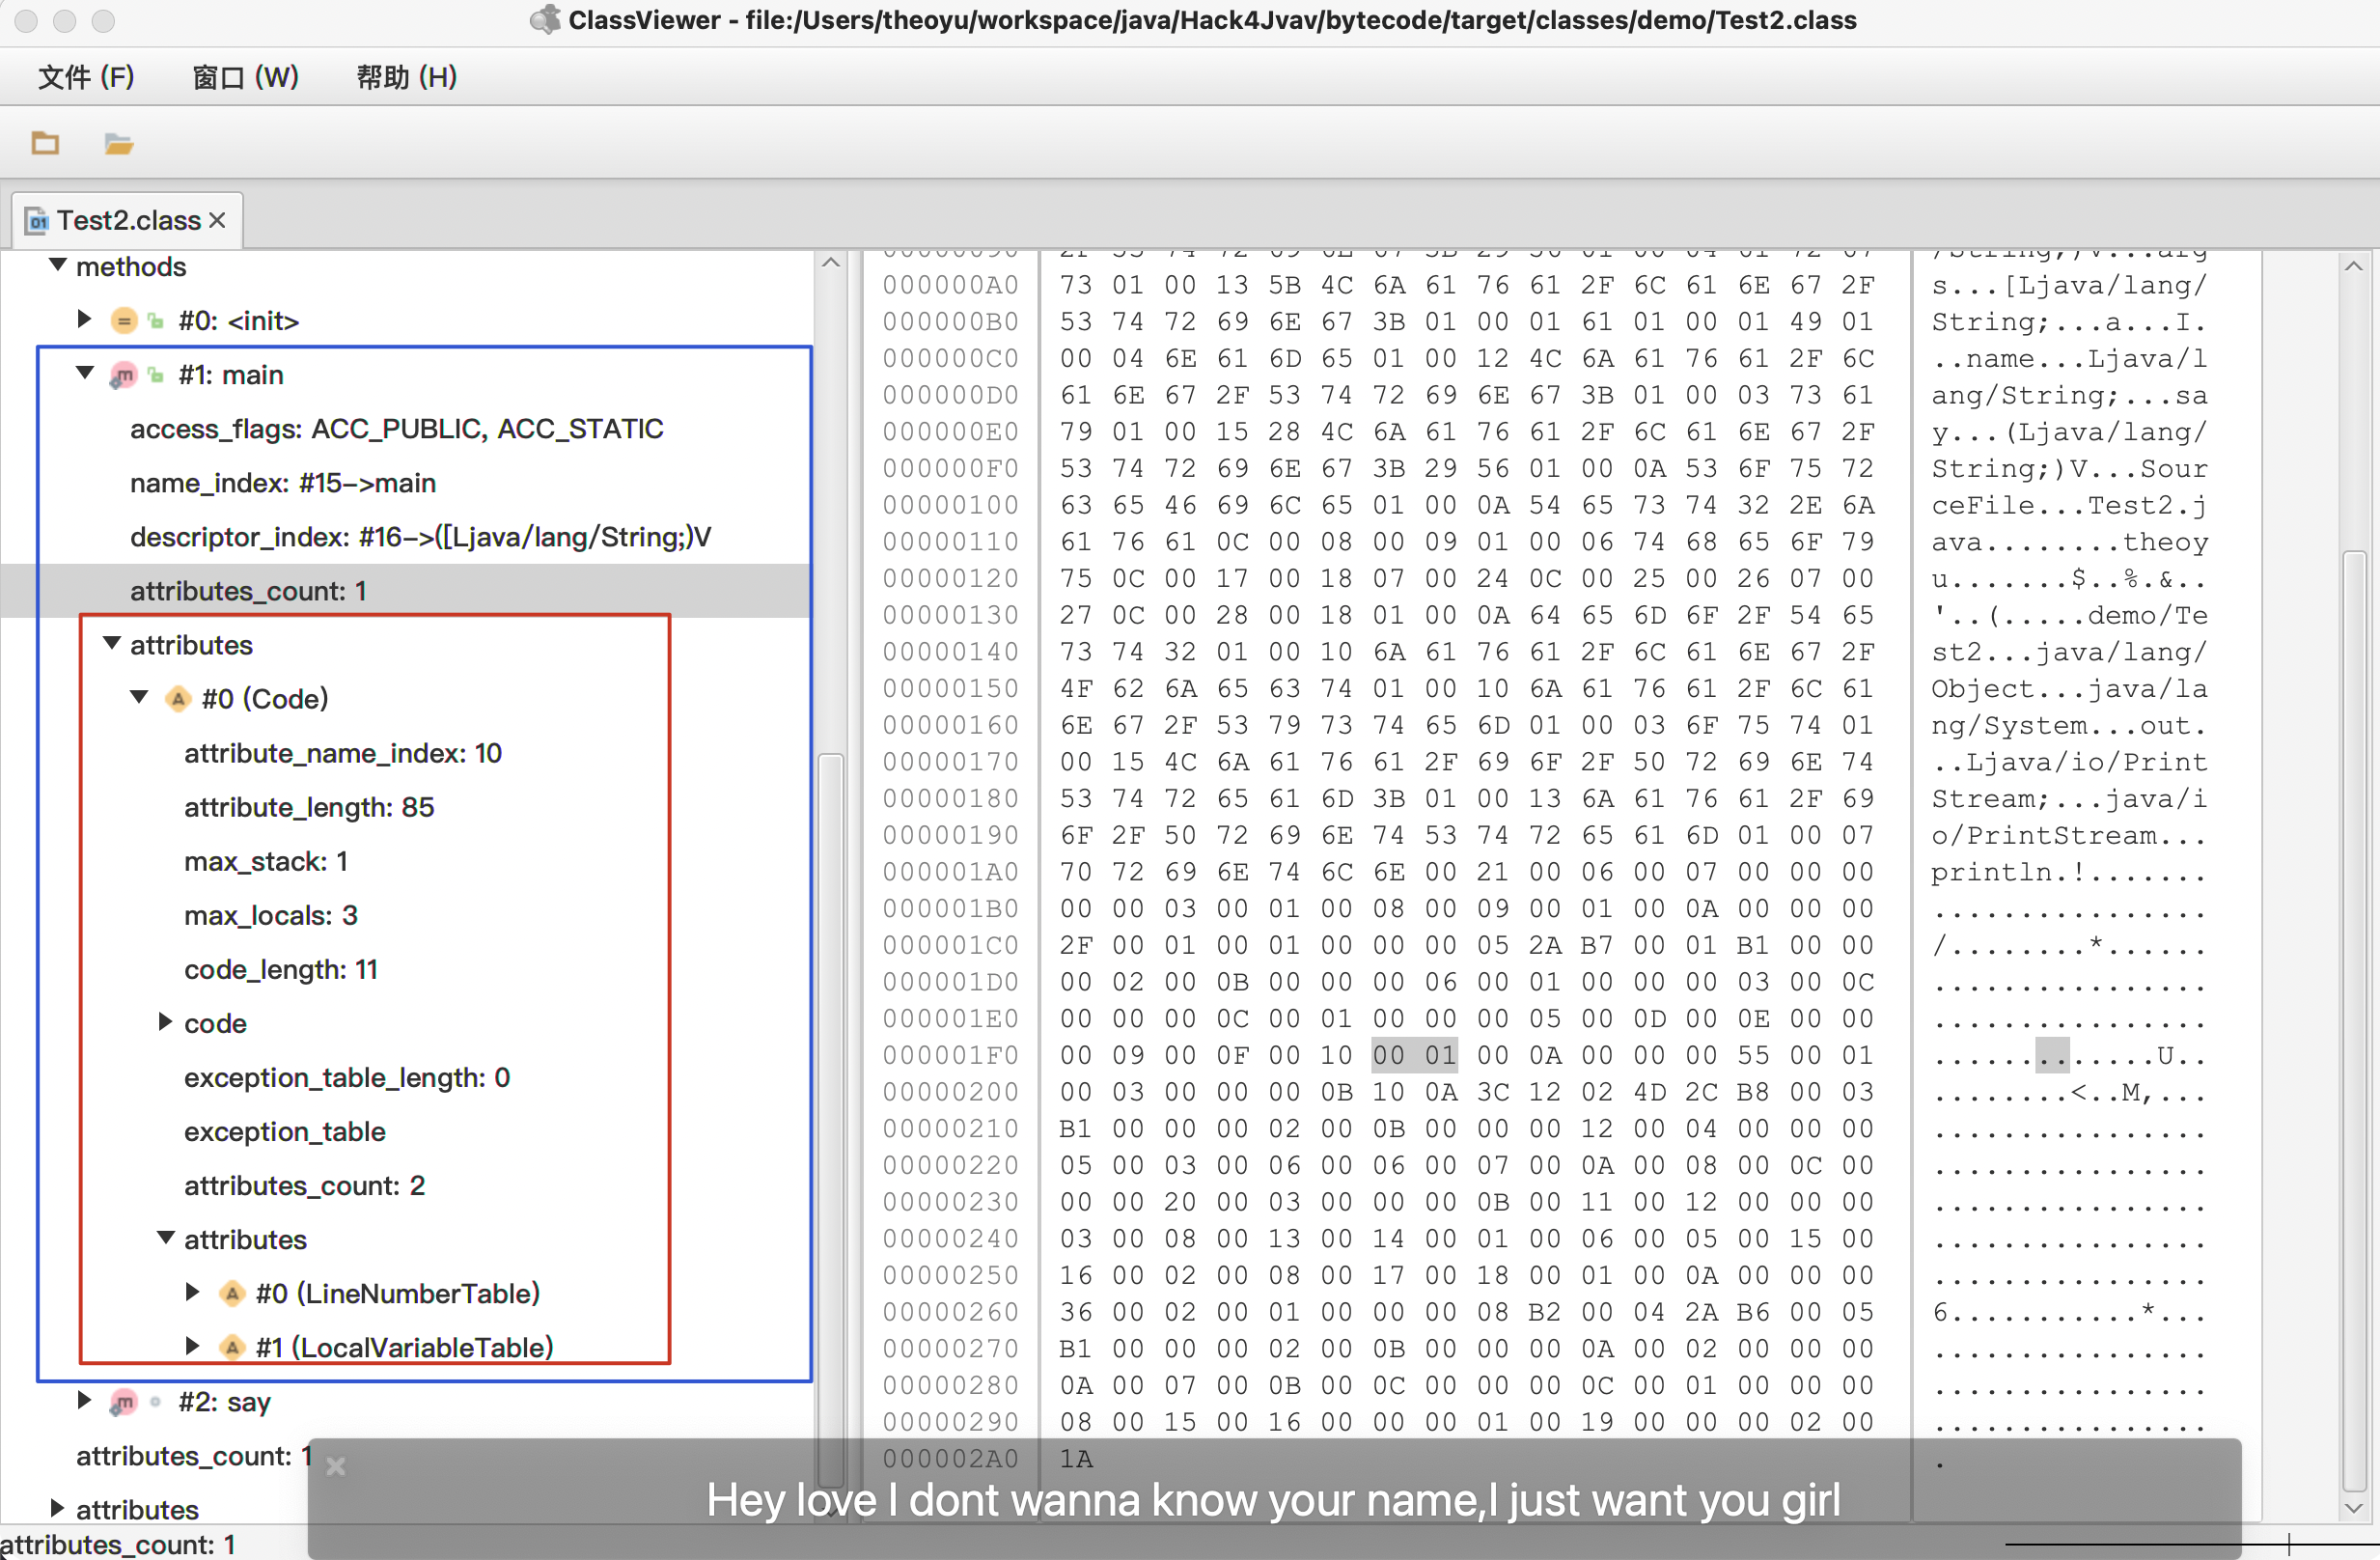 ClassViewer - file:/Users/theoyu/workspace/java/Hack4Jvav/bytecode/target/classes/demo/Test2.class
文件 (F) 窗口 (W) 帮助 (H)
Test2.class
methods
#0: <init>
#1: main
access_flags: ACC_PUBLIC, ACC_STATIC
name_index: #15->main
descriptor_index: #16->([Ljava/lang/String;)V
attributes_count: 1
attributes
#0 (Code)
attribute_name_index: 10
attribute_length: 85
max_stack: 1
max_locals: 3
code_length: 11
code
exception_table_length: 0
exception_table
attributes_count: 2
attributes
#0 (LineNumberTable)
#1 (LocalVariableTable)
#2: say
attributes_count: 1
attributes
attributes_count: 1
000000A0 73 01 00 13 5B 4C 6A 61 76 61 2F 6C 61 6E 67 2F s...[Ljava/lang/
000000B0 53 74 72 69 6E 67 3B 01 00 01 61 01 00 01 49 01 String;...a...I.
000000C0 00 04 6E 61 6D 65 01 00 12 4C 6A 61 76 61 2F 6C ..name...Ljava/l
000000D0 61 6E 67 2F 53 74 72 69 6E 67 3B 01 00 03 73 61 ang/String;...sa
000000E0 79 01 00 15 28 4C 6A 61 76 61 2F 6C 61 6E 67 2F y...(Ljava/lang/
000000F0 53 74 72 69 6E 67 3B 29 56 01 00 0A 53 6F 75 72 String;)V...Sour
00000100 63 65 46 69 6C 65 01 00 0A 54 65 73 74 32 2E 6A ceFile...Test2.j
00000110 61 76 61 0C 00 08 00 09 01 00 06 74 68 65 6F 79 ava........theoy
00000120 75 0C 00 17 00 18 07 00 24 0C 00 25 00 26 07 00 u.......$..%.&..
00000130 27 0C 00 28 00 18 01 00 0A 64 65 6D 6F 2F 54 65 '..(.....demo/Te
00000140 73 74 32 01 00 10 6A 61 76 61 2F 6C 61 6E 67 2F st2...java/lang/
00000150 4F 62 6A 65 63 74 01 00 10 6A 61 76 61 2F 6C 61 Object...java/la
00000160 6E 67 2F 53 79 73 74 65 6D 01 00 03 6F 75 74 01 ng/System...out.
00000170 00 15 4C 6A 61 76 61 2F 69 6F 2F 50 72 69 6E 74 ..Ljava/io/Print
00000180 53 74 72 65 61 6D 3B 01 00 13 6A 61 76 61 2F 69 Stream;...java/i
00000190 6F 2F 50 72 69 6E 74 53 74 72 65 61 6D 01 00 07 o/PrintStream...
000001A0 70 72 69 6E 74 6C 6E 00 21 00 06 00 07 00 00 00 println.!.......
000001B0 00 00 03 00 01 00 08 00 09 00 01 00 0A 00 00 00 ................
000001C0 2F 00 01 00 01 00 00 00 05 2A B7 00 01 B1 00 00 /........*......
000001D0 00 02 00 0B 00 00 00 06 00 01 00 00 00 03 00 0C ................
000001E0 00 00 00 0C 00 01 00 00 00 05 00 0D 00 0E 00 00 ................
000001F0 00 09 00 0F 00 10 00 01 00 0A 00 00 00 55 00 01 .............U..
00000200 00 03 00 00 00 0B 10 0A 3C 12 02 4D 2C B8 00 03 ........<..M,...
00000210 B1 00 00 00 02 00 0B 00 00 00 12 00 04 00 00 00 ................
00000220 05 00 03 00 06 00 06 00 07 00 0A 00 08 00 0C 00 ................
00000230 00 00 20 00 03 00 00 00 0B 00 11 00 12 00 00 00 ................
00000240 03 00 08 00 13 00 14 00 01 00 06 00 05 00 15 00 ................
00000250 16 00 02 00 08 00 17 00 18 00 01 00 0A 00 00 00 ................
00000260 36 00 02 00 01 00 00 00 08 B2 00 04 2A B6 00 05 6...........*...
00000270 B1 00 00 00 02 00 0B 00 00 00 0A 00 02 00 00 00 ................
00000280 0A 00 07 00 0B 00 0C 00 00 00 0C 00 01 00 00 00 ................
00000290 08 00 15 00 16 00 00 00 01 00 19 00 00 00 02 00 ................
000002A0 1A .
Hey love I dont wanna know your name,I just want you girl